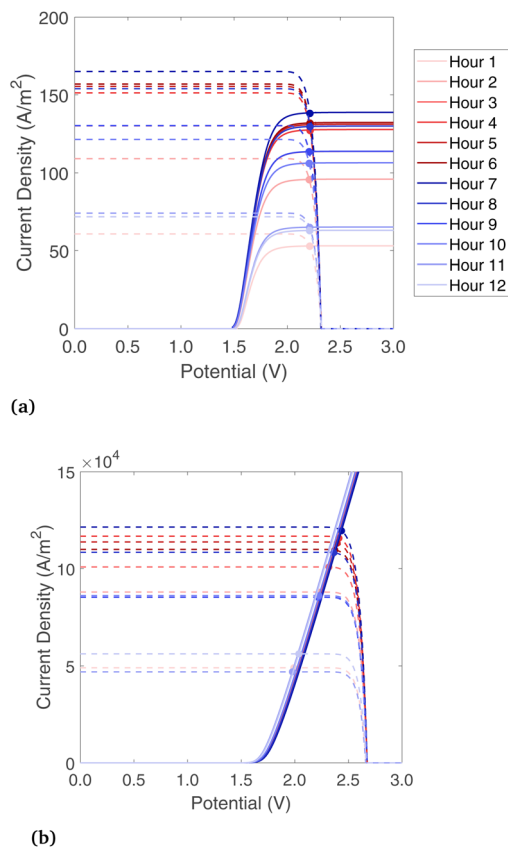 200
150
100
50
0
Current Density (A/m²)
0.0 0.5 1.0 1.5 2.0 2.5 3.0
Potential (V)
Hour 1
Hour 2
Hour 3
Hour 4
Hour 5
Hour 6
Hour 7
Hour 8
Hour 9
Hour 10
Hour 11
Hour 12
(a)
×10⁴
15
10
5
0
Current Density (A/m²)
0.0 0.5 1.0 1.5 2.0 2.5 3.0
Potential (V)
(b)